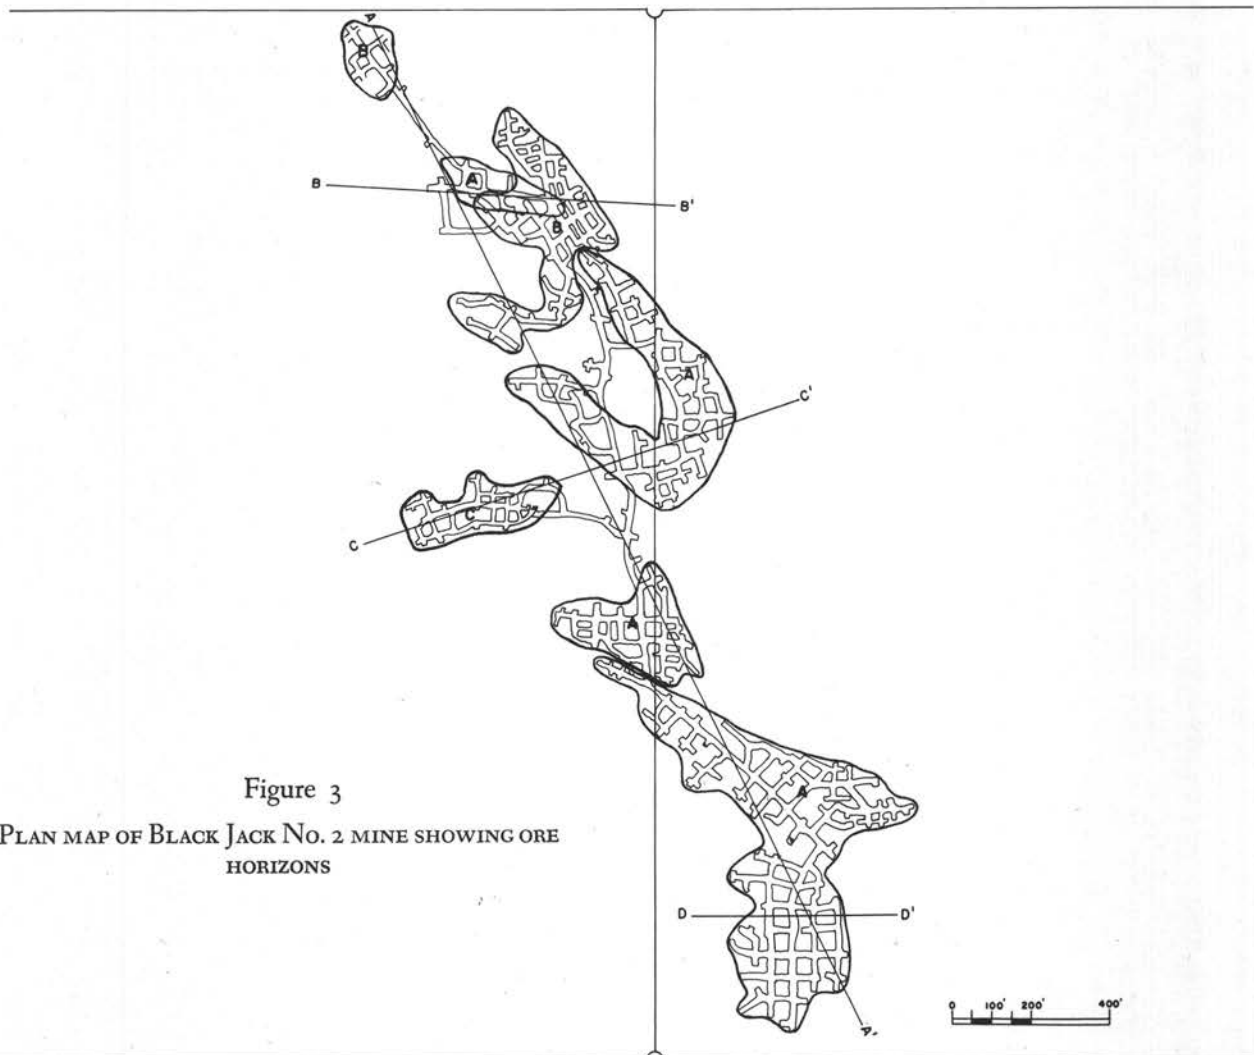 A
B
A
B
B'
B
A
C'
C
C
A
A
D
D'
A'
Figure 3
PLAN MAP OF BLACK JACK NO. 2 MINE SHOWING ORE
HORIZONS
0 100' 200' 400'